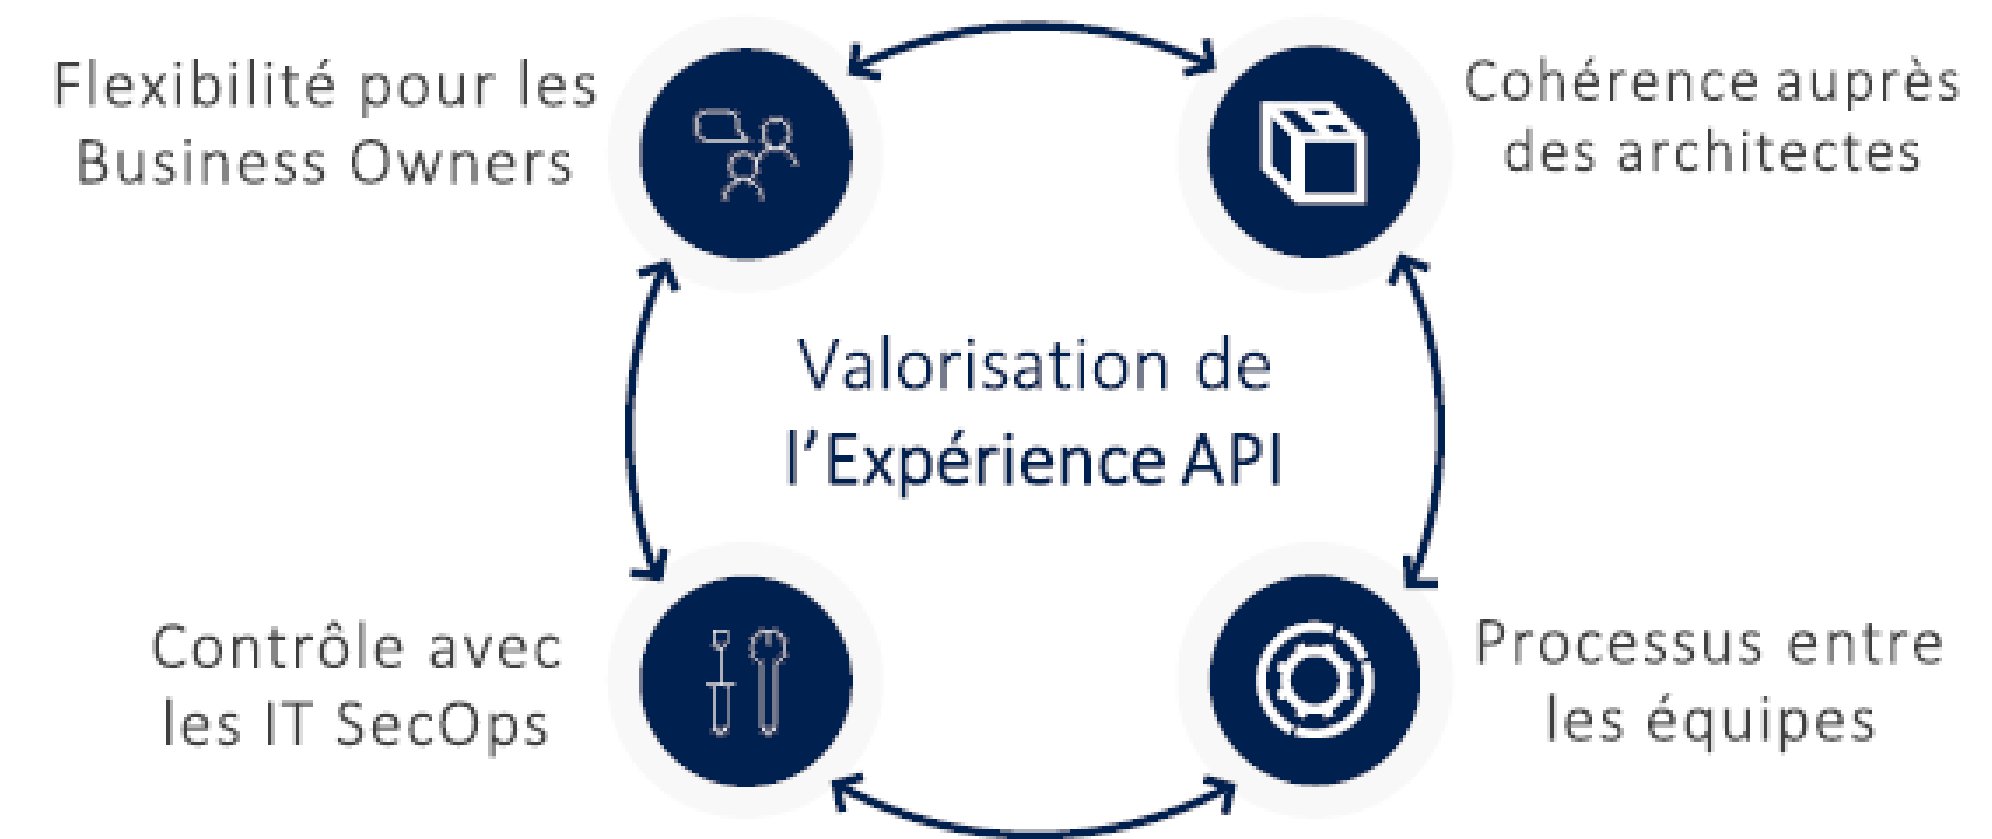 Flexibilité pour les
Business Owners
Cohérence auprès
des architectes
Valorisation de
l’Expérience API
Contrôle avec
les IT SecOps
Processus entre
les équipes